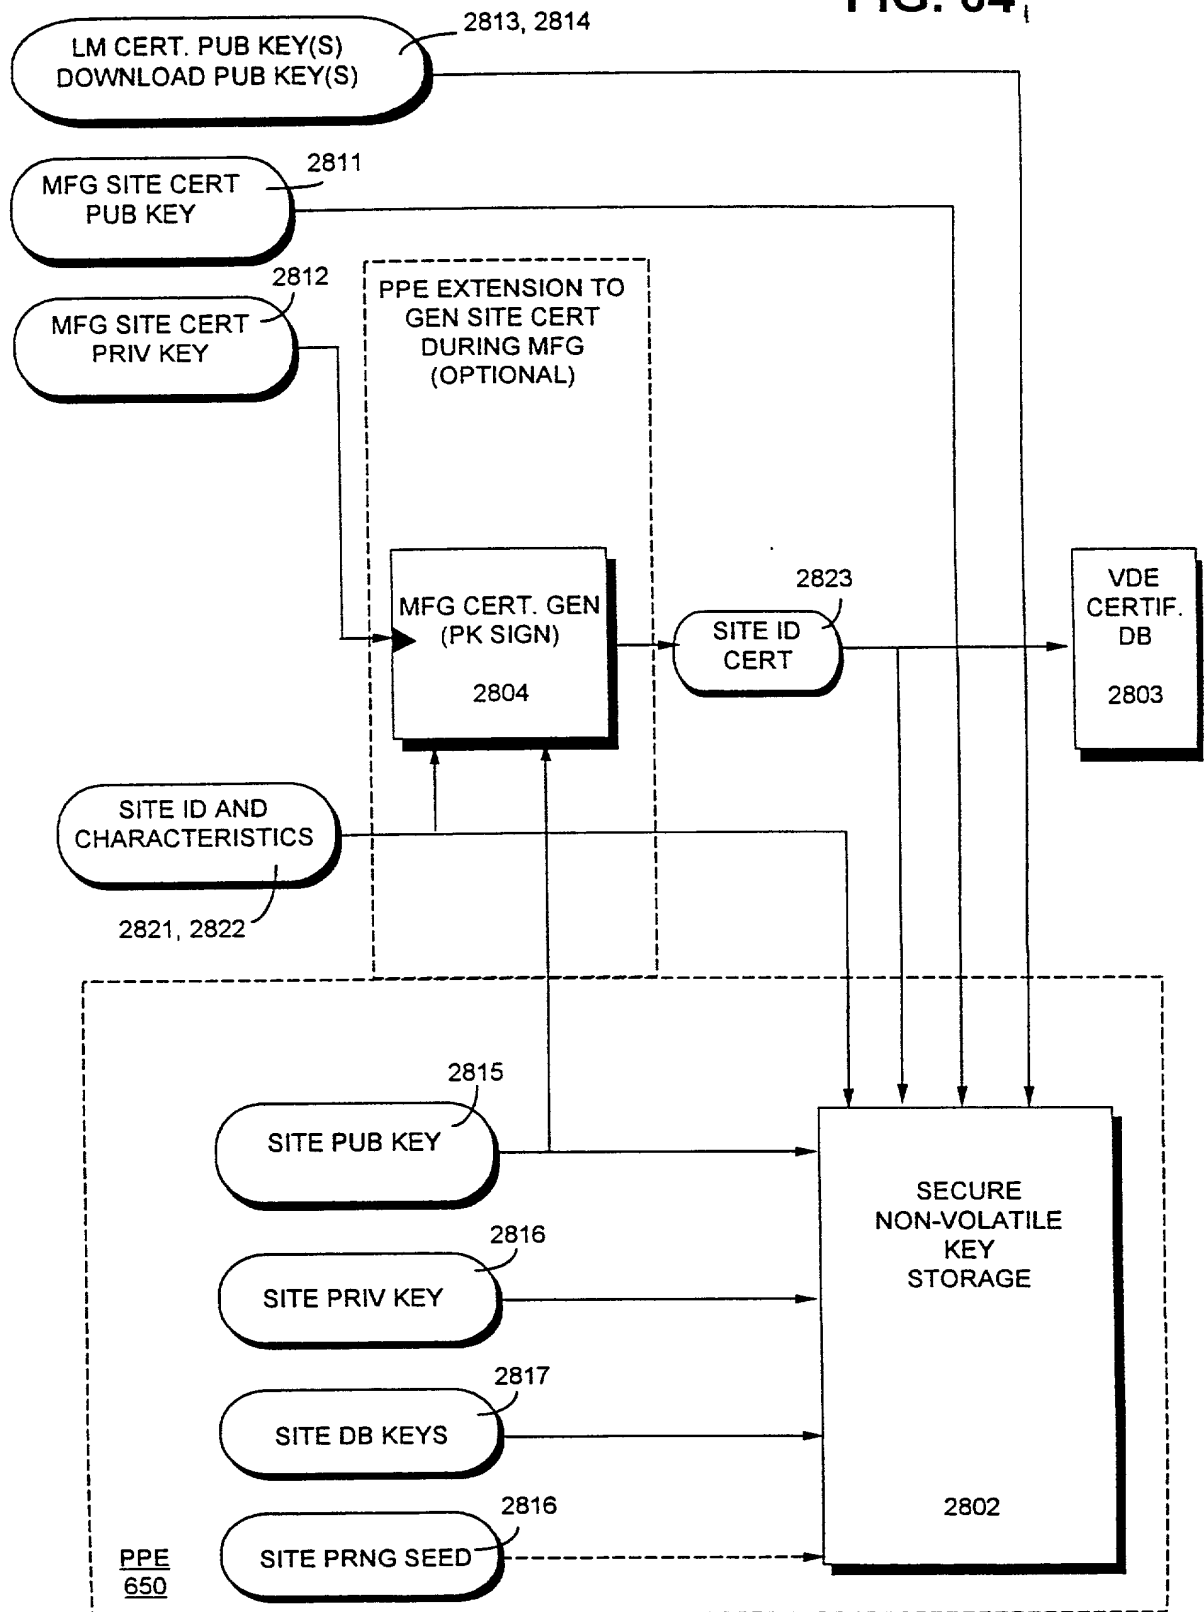 FIG. 64
2813, 2814
LM CERT. PUB KEY(S)
DOWNLOAD PUB KEY(S)
2811
MFG SITE CERT
PUB KEY
2812
MFG SITE CERT
PRIV KEY
PPE EXTENSION TO
GEN SITE CERT
DURING MFG
(OPTIONAL)
MFG CERT. GEN
(PK SIGN)
2804
2823
SITE ID
CERT
VDE
CERTIF.
DB
2803
SITE ID AND
CHARACTERISTICS
2821, 2822
2815
SITE PUB KEY
2816
SITE PRIV KEY
2817
SITE DB KEYS
2816
SITE PRNG SEED
SECURE
NON-VOLATILE
KEY
STORAGE
2802
PPE
650